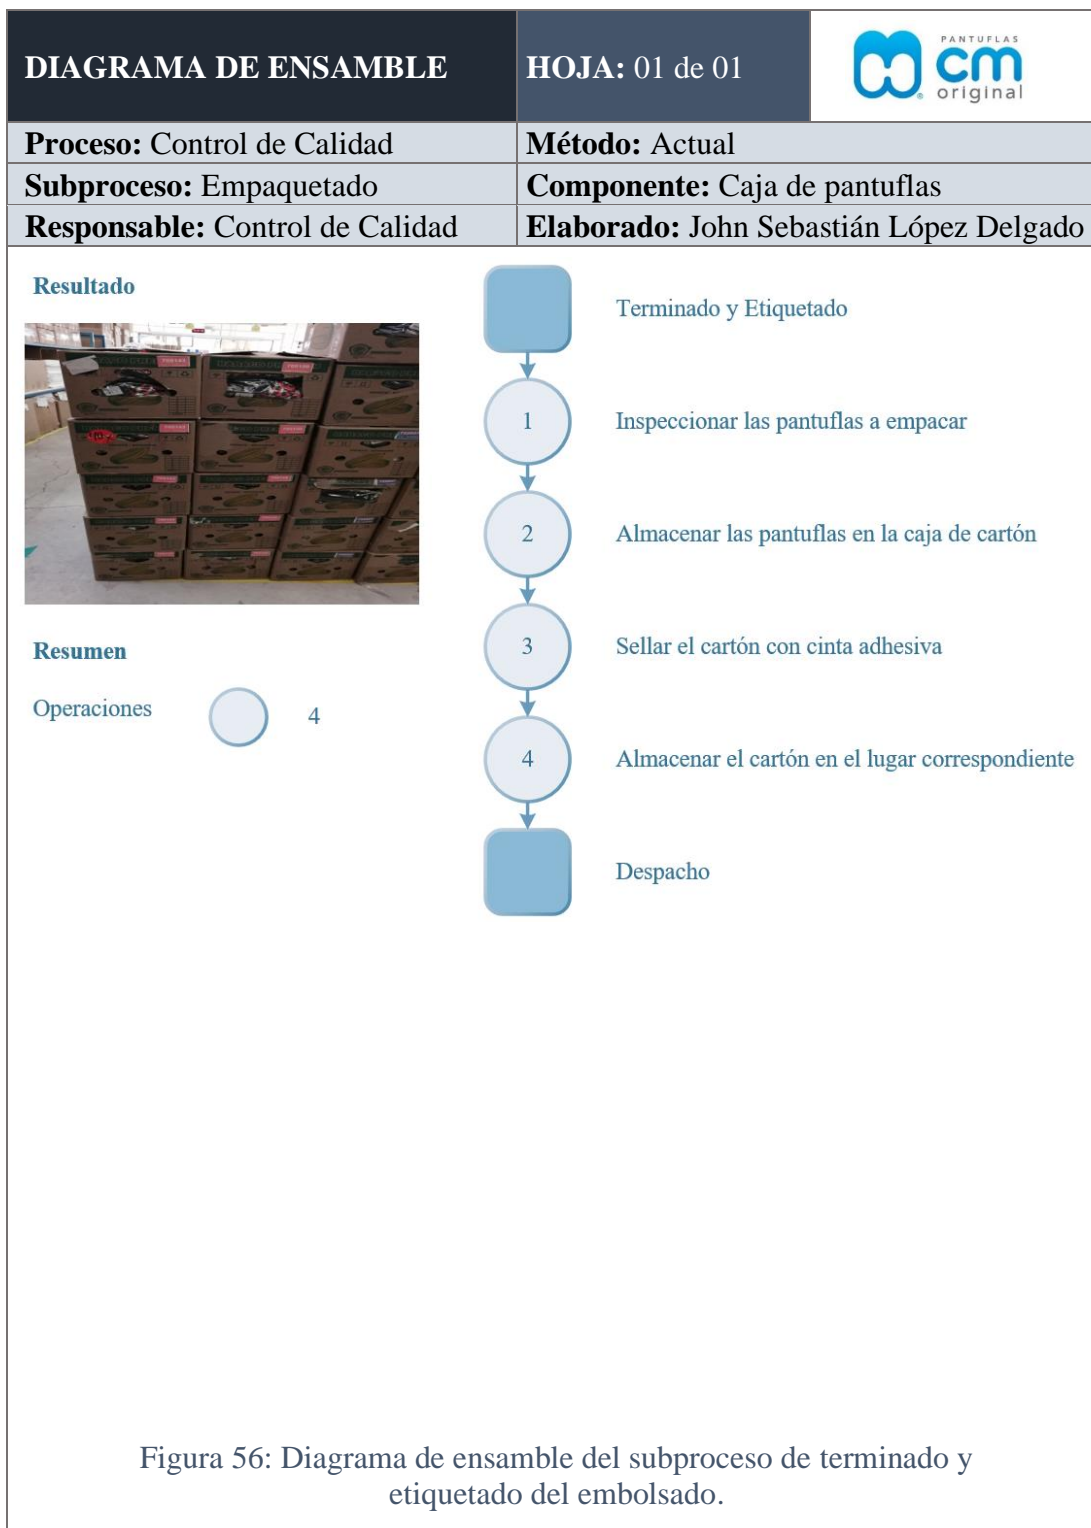 DIAGRAMA DE ENSAMBLE
HOJA: 01 de 01
PANTUFLAS
cm
original
Proceso: Control de Calidad
Método: Actual
Subproceso: Empaquetado
Componente: Caja de pantuflas
Responsable: Control de Calidad
Elaborado: John Sebastián López Delgado
Resultado
Terminado y Etiquetado
1
Inspeccionar las pantuflas a empacar
2
Almacenar las pantuflas en la caja de cartón
3
Sellar el cartón con cinta adhesiva
Resumen
Operaciones
4
4
Almacenar el cartón en el lugar correspondiente
Despacho
Figura 56: Diagrama de ensamble del subproceso de terminado y
etiquetado del embolsado.